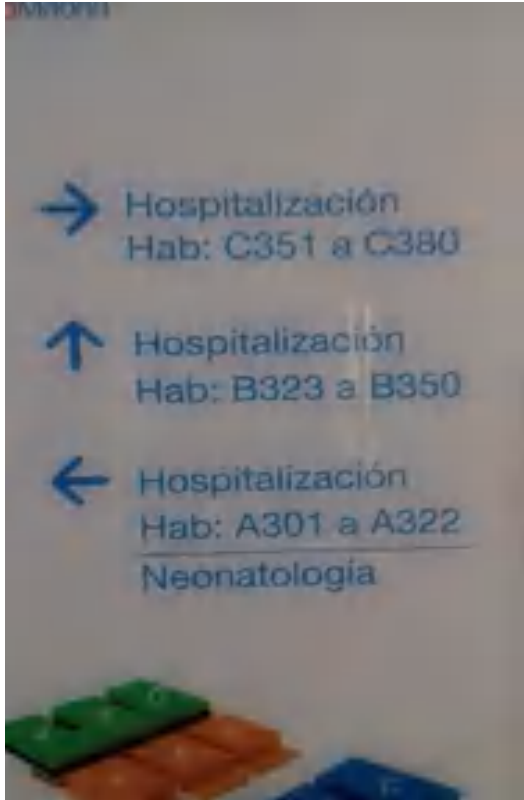 Hospitalización
Hab: C351 a C380
Hospitalización
Hab: B323 a B350
Hospitalización
Hab: A301 a A322
Neonatología